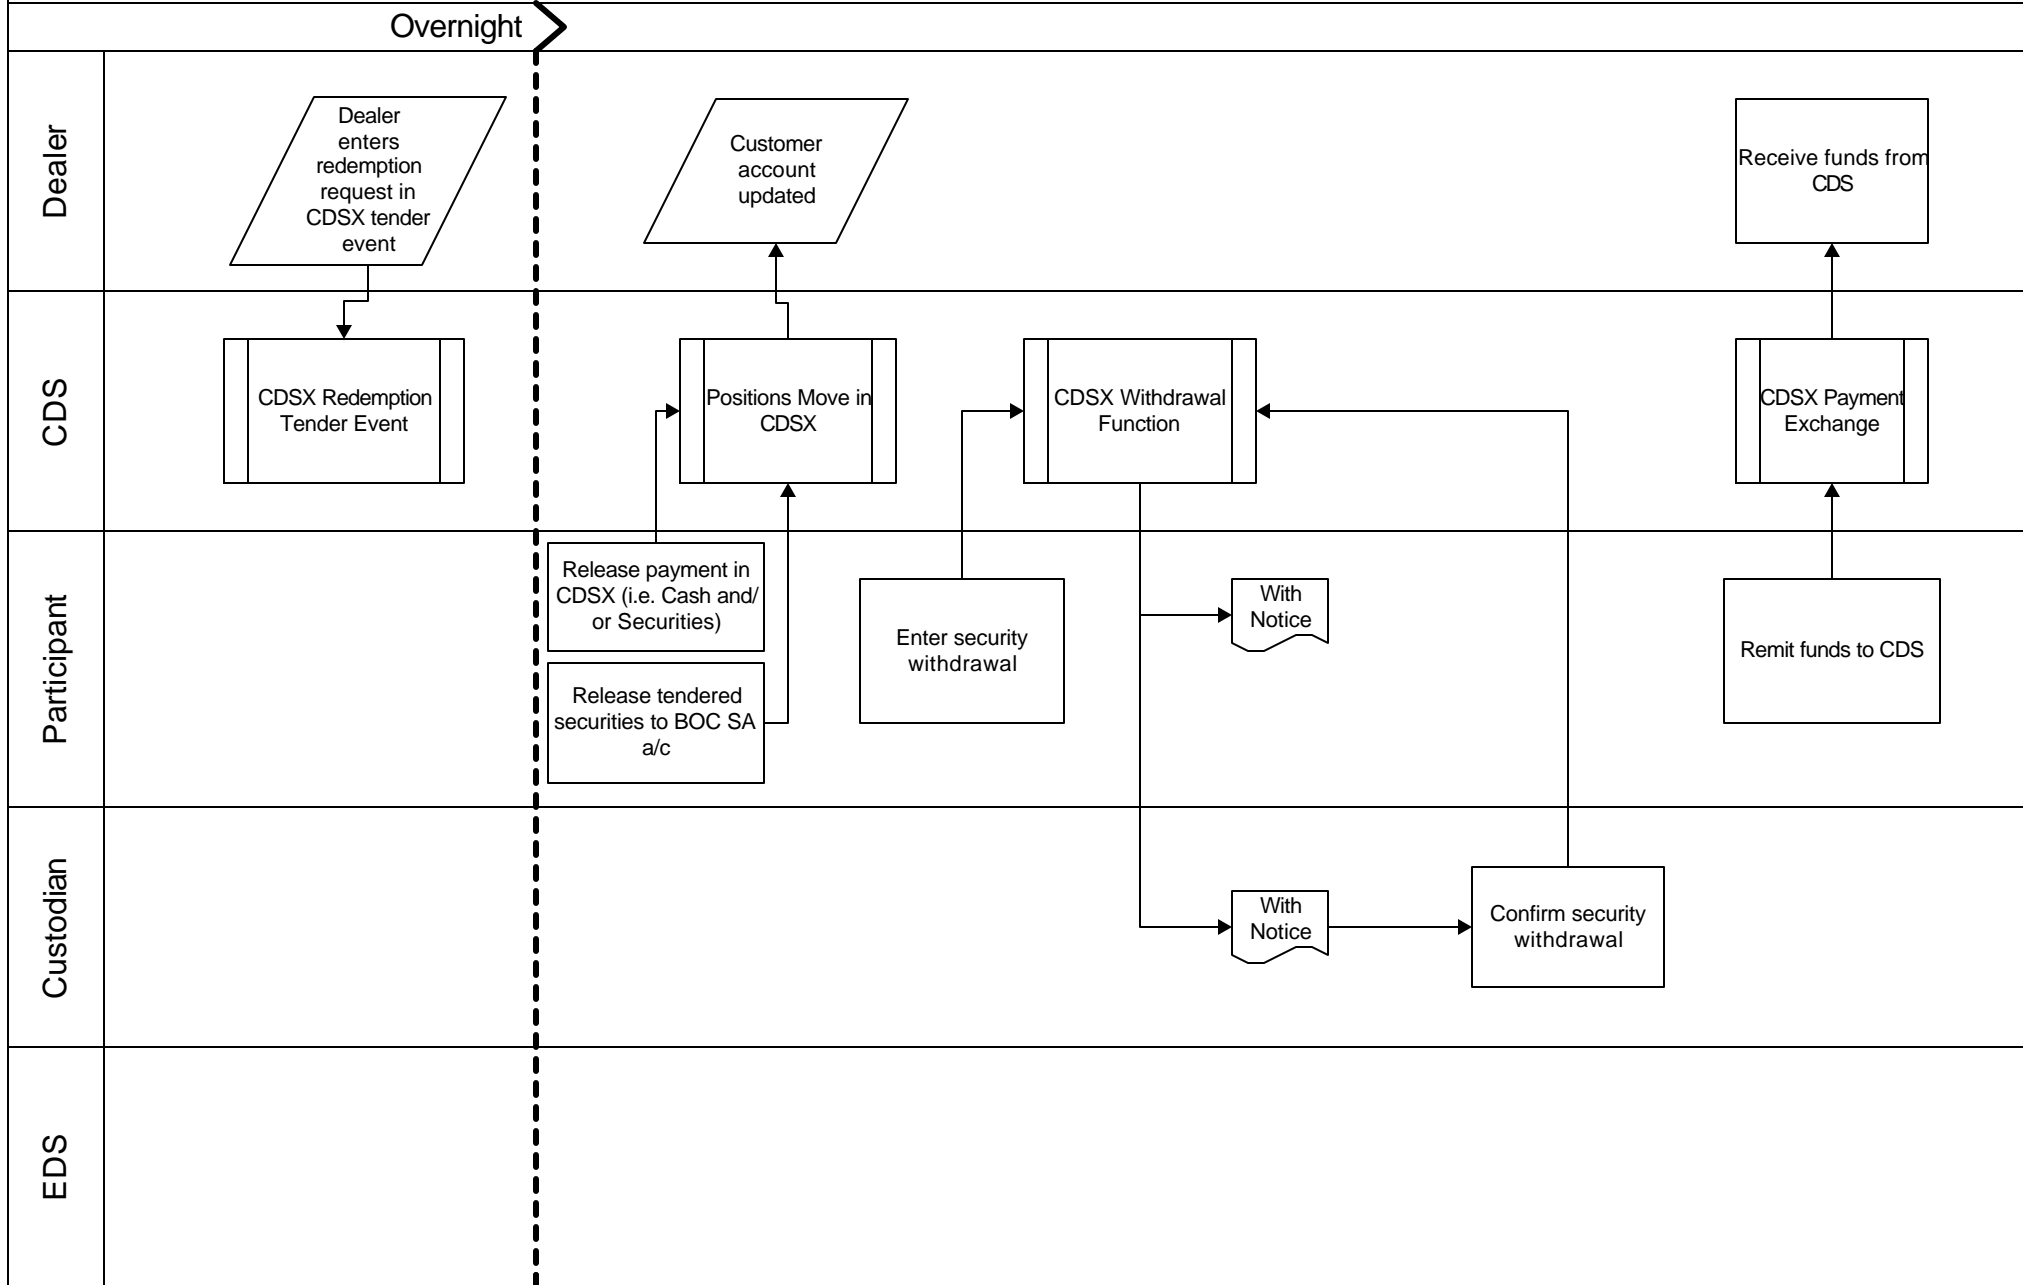 Overnight
Dealer
Dealer
enters
redemption
request in
CDSX tender
event
Customer
account
updated
Receive funds from
CDS
CDS
CDSX Redemption
Tender Event
Positions Move in
CDSX
CDSX Withdrawal
Function
CDSX Payment
Exchange
Participant
Release payment in
CDSX (i.e. Cash and/
or Securities)
Release tendered
securities to BOC SA
a/c
Enter security
withdrawal
With
Notice
Remit funds to CDS
Custodian
With
Notice
Confirm security
withdrawal
EDS